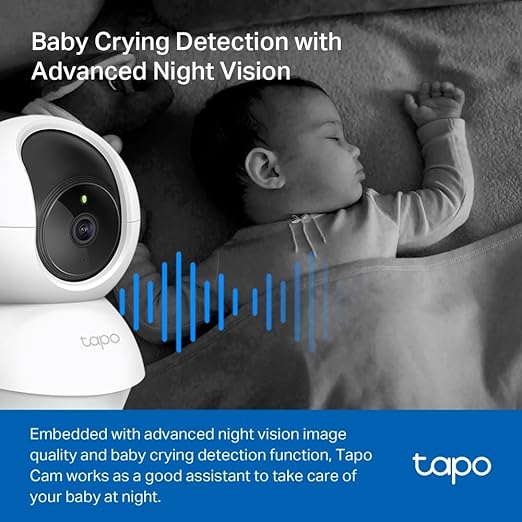 Baby Crying Detection with
Advanced Night Vision
tapo
Embedded with advanced night vision image
quality and baby crying detection function, Tapo
Cam works as a good assistant to take care of
your baby at night.
tapo